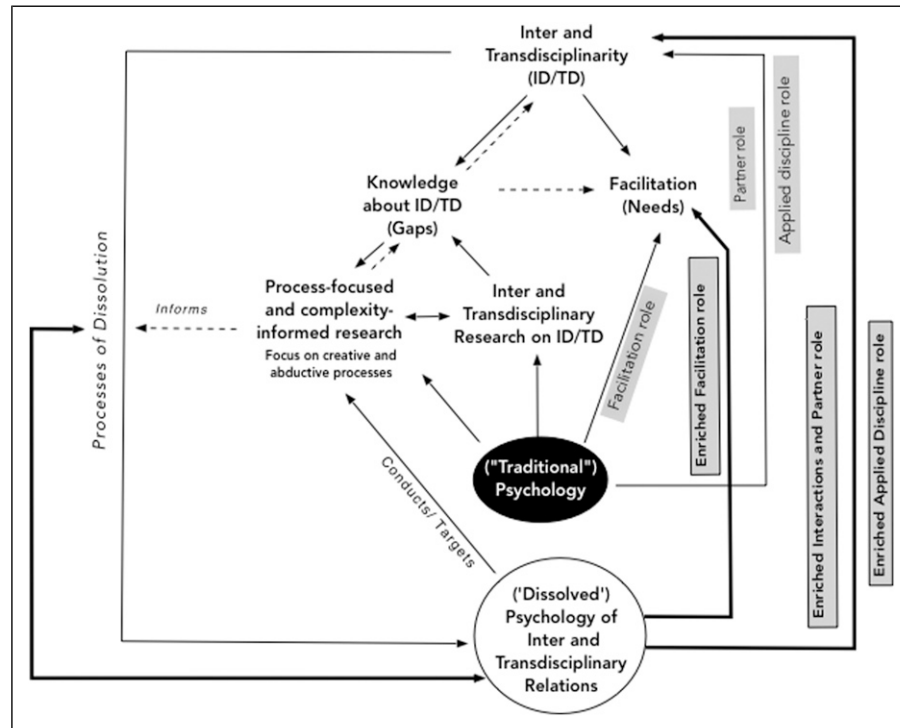 Inter and
Transdisciplinarity
(ID/TD)
Partner role
Applied discipline role
Knowledge
about ID/TD
(Gaps)
Facilitation
(Needs)
Processes of Dissolution
Informs
Process-focused
and complexity-
informed research
Focus on creative and
abductive processes
Inter and
Transdisciplinary
Research on ID/TD
Facilitation role
Enriched Facilitation role
Enriched Interactions and Partner role
Enriched Applied Discipline role
Conducts/ Targets
("Traditional")
Psychology
('Dissolved')
Psychology of
Inter and
Transdisciplinary
Relations